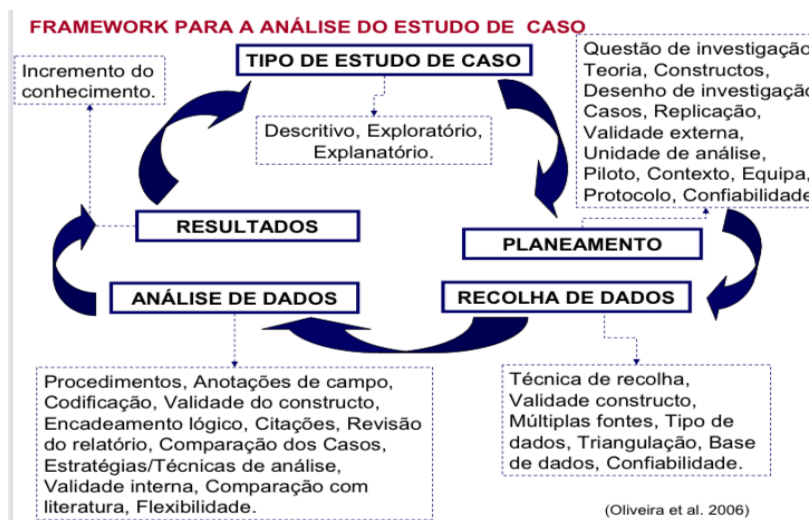 FRAMEWORK PARA A ANÁLISE DO ESTUDO DE CASO
TIPO DE ESTUDO DE CASO
Incremento do
conhecimento.
Descritivo, Exploratório,
Explanatório.
Questão de investigação
Teoria, Constructos,
Desenho de investigação
Casos, Replicação,
Validade externa,
Unidade de análise,
Piloto, Contexto, Equipa,
Protocolo, Confiabilidade
RESULTADOS
PLANEAMENTO
ANÁLISE DE DADOS
RECOLHA DE DADOS
Procedimentos, Anotações de campo,
Codificação, Validade do constructo,
Encadeamento lógico, Citações, Revisão
do relatório, Comparação dos Casos,
Estratégias/Técnicas de análise,
Validade interna, Comparação com
literatura, Flexibilidade.
Técnica de recolha,
Validade constructo,
Múltiplas fontes, Tipo de
dados, Triangulação, Base
de dados, Confiabilidade.
(Oliveira et al. 2006)